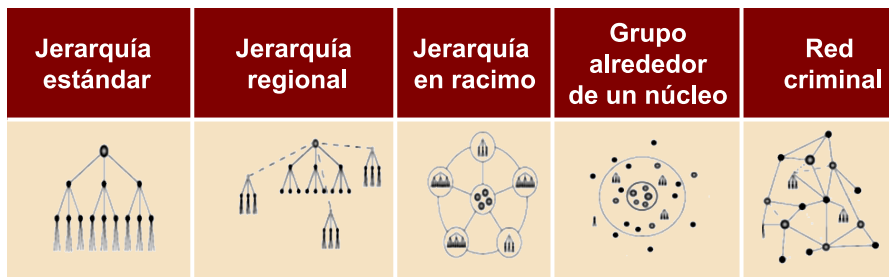 Jerarquía
estándar
Jerarquía
regional
Jerarquía
en racimo
Grupo
alrededor
de un núcleo
Red
criminal